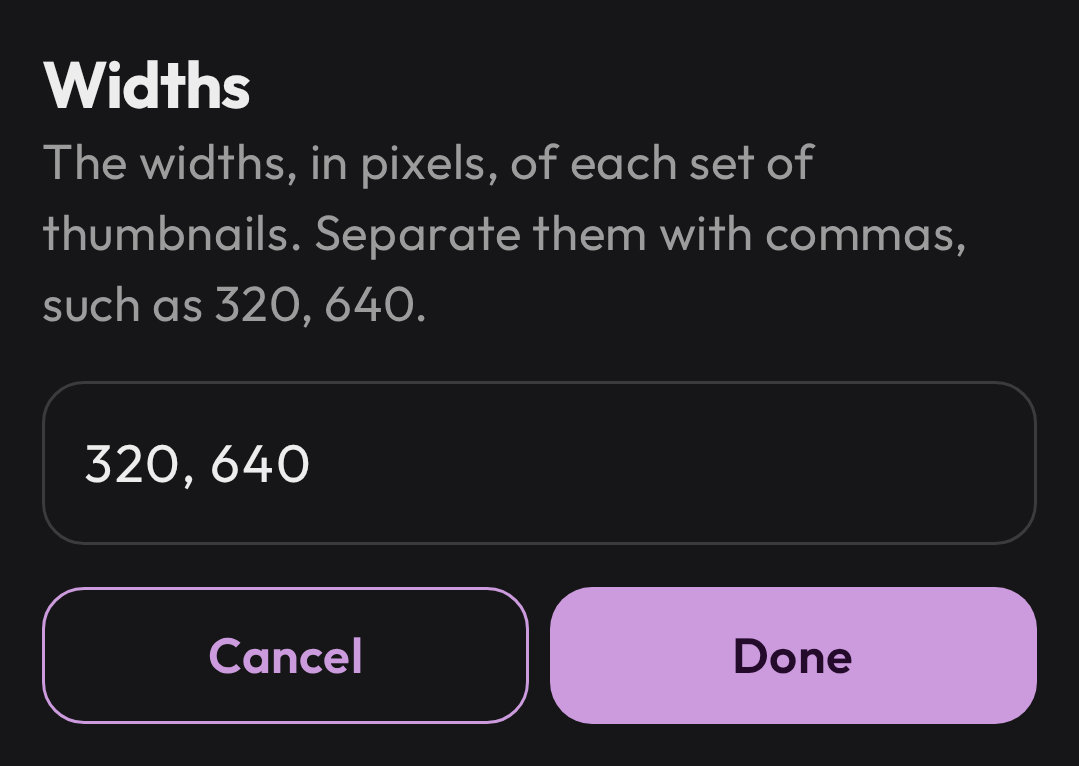 Widths
The widths, in pixels, of each set of
thumbnails. Separate them with commas,
such as 320, 640.
320, 640
Cancel
Done